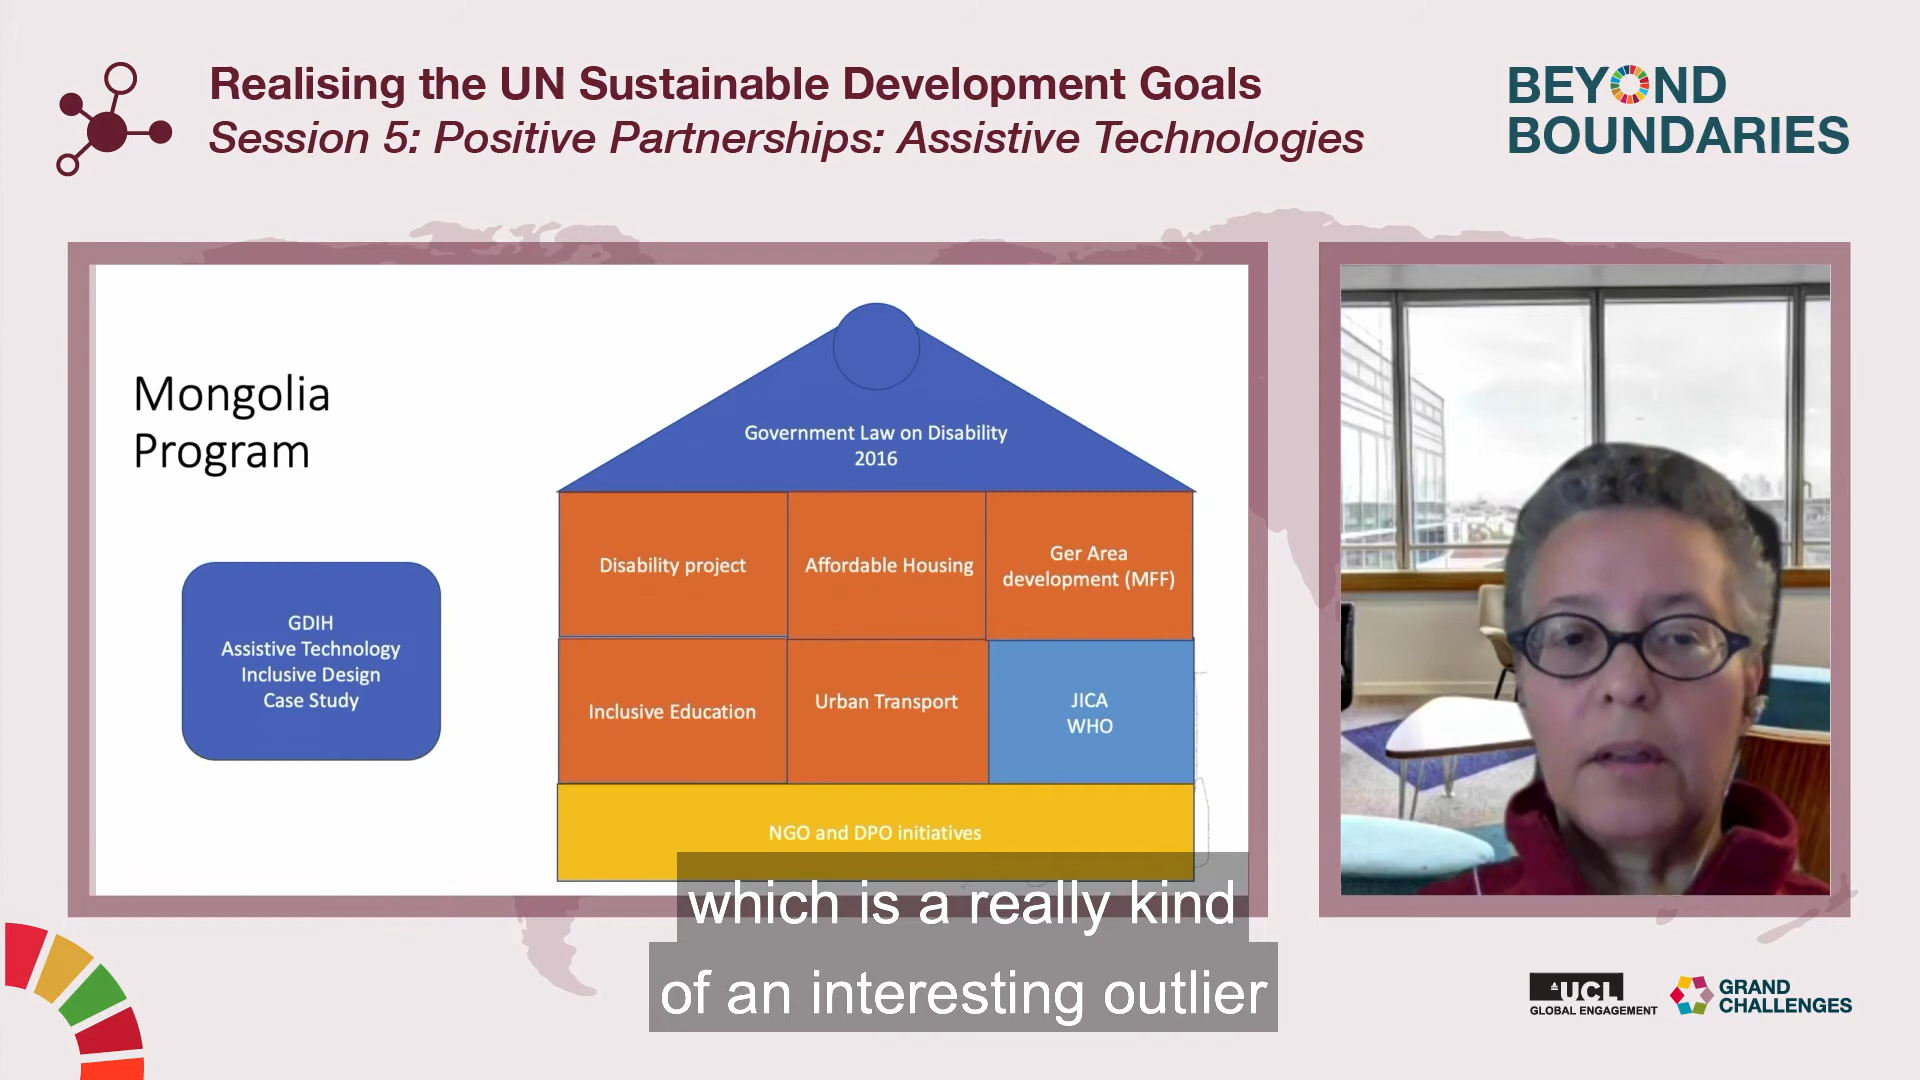 Realising the UN Sustainable Development Goals
Session 5: Positive Partnerships: Assistive Technologies
BEYOND
BOUNDARIES
Mongolia
Program
GDIH
Assistive Technology
Inclusive Design
Case Study
Government Law on Disability
2016
Disability project
Affordable Housing
Ger Area
development (MFF)
Inclusive Education
Urban Transport
JICA
WHO
NGO and DPO initiatives
which is a really kind
of an interesting outlier
UCL
GLOBAL ENGAGEMENT
GRAND
CHALLENGES